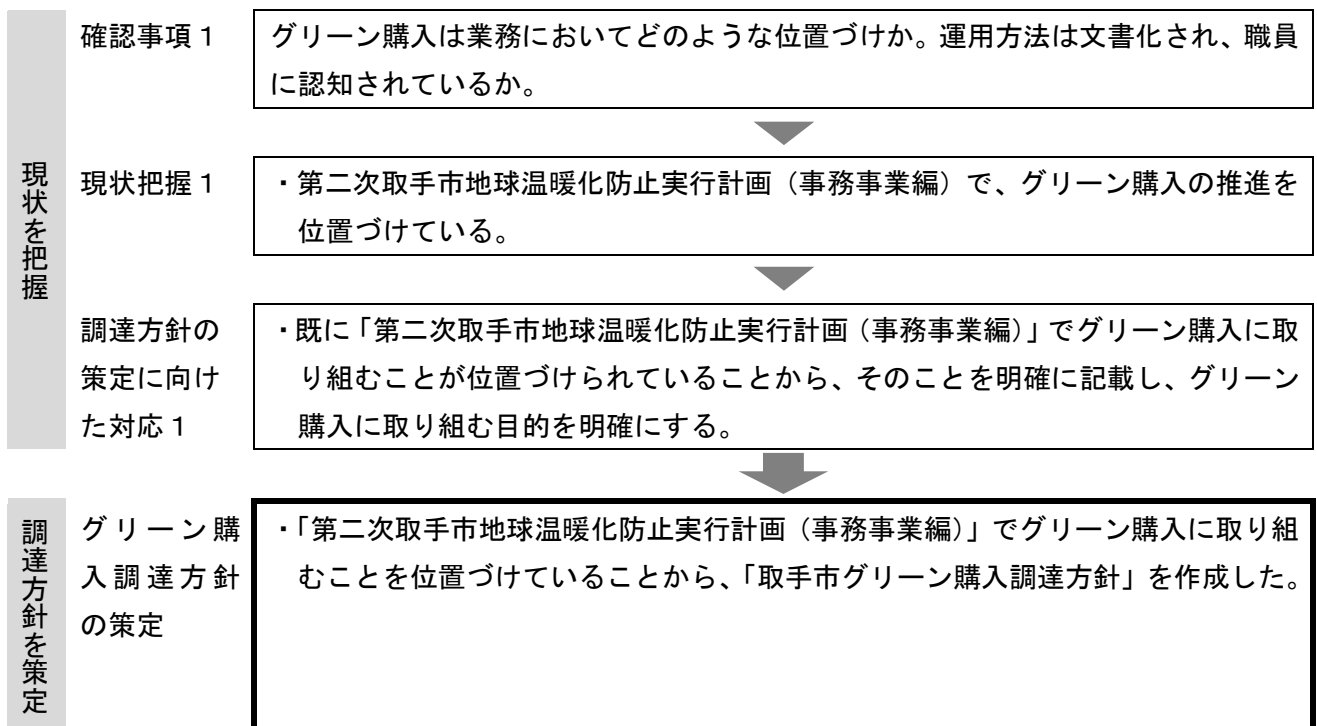 現状を把握
確認事項１
グリーン購入は業務においてどのような位置づけか。運用方法は文書化され、職員
に認知されているか。
現状把握１
・第二次取手市地球温暖化防止実行計画（事務事業編）で、グリーン購入の推進を
位置づけている。
調達方針の
策定に向け
た対応１
・既に「第二次取手市地球温暖化防止実行計画（事務事業編）」でグリーン購入に取
り組むことが位置づけられていることから、そのことを明確に記載し、グリーン
購入に取り組む目的を明確にする。
調達方針を策定
グリーン購
入調達方針
の策定
・「第二次取手市地球温暖化防止実行計画（事務事業編）」でグリーン購入に取り組
むことを位置づけていることから、「取手市グリーン購入調達方針」を作成した。